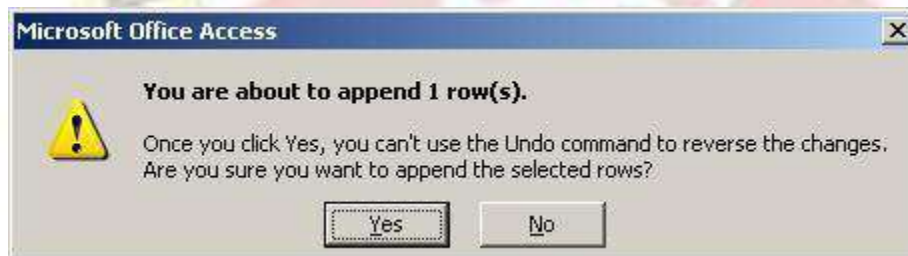 Microsoft Office Access
You are about to append 1 row(s).
Once you click Yes, you can't use the Undo command to reverse the changes.
Are you sure you want to append the selected rows?
Yes
No